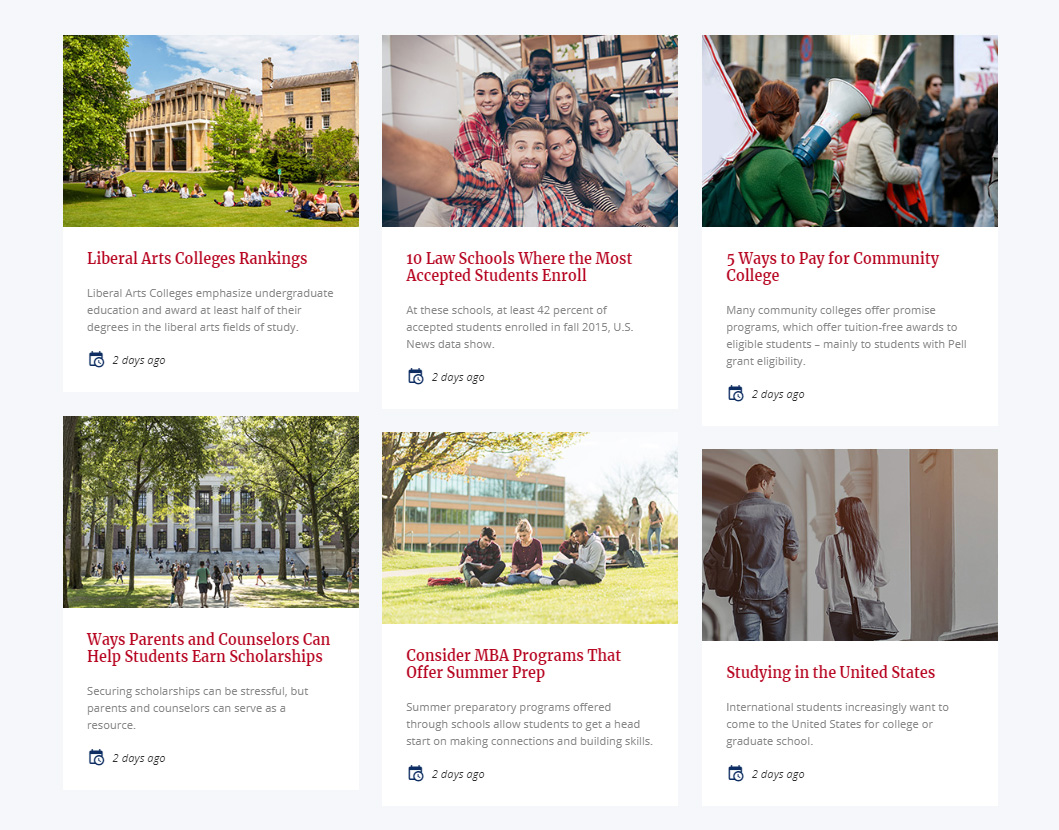 Liberal Arts Colleges Rankings
Liberal Arts Colleges emphasize undergraduate
education and award at least half of their
degrees in the liberal arts fields of study.
2 days ago
10 Law Schools Where the Most
Accepted Students Enroll
At these schools, at least 42 percent of
accepted students enrolled in fall 2015, U.S.
News data show.
2 days ago
5 Ways to Pay for Community
College
Many community colleges offer promise
programs, which offer tuition-free awards to
eligible students – mainly to students with Pell
grant eligibility.
2 days ago
Ways Parents and Counselors Can
Help Students Earn Scholarships
Securing scholarships can be stressful, but
parents and counselors can serve as a
resource.
2 days ago
Consider MBA Programs That
Offer Summer Prep
Summer preparatory programs offered
through schools allow students to get a head
start on making connections and building skills.
2 days ago
Studying in the United States
International students increasingly want to
come to the United States for college or
graduate school.
2 days ago